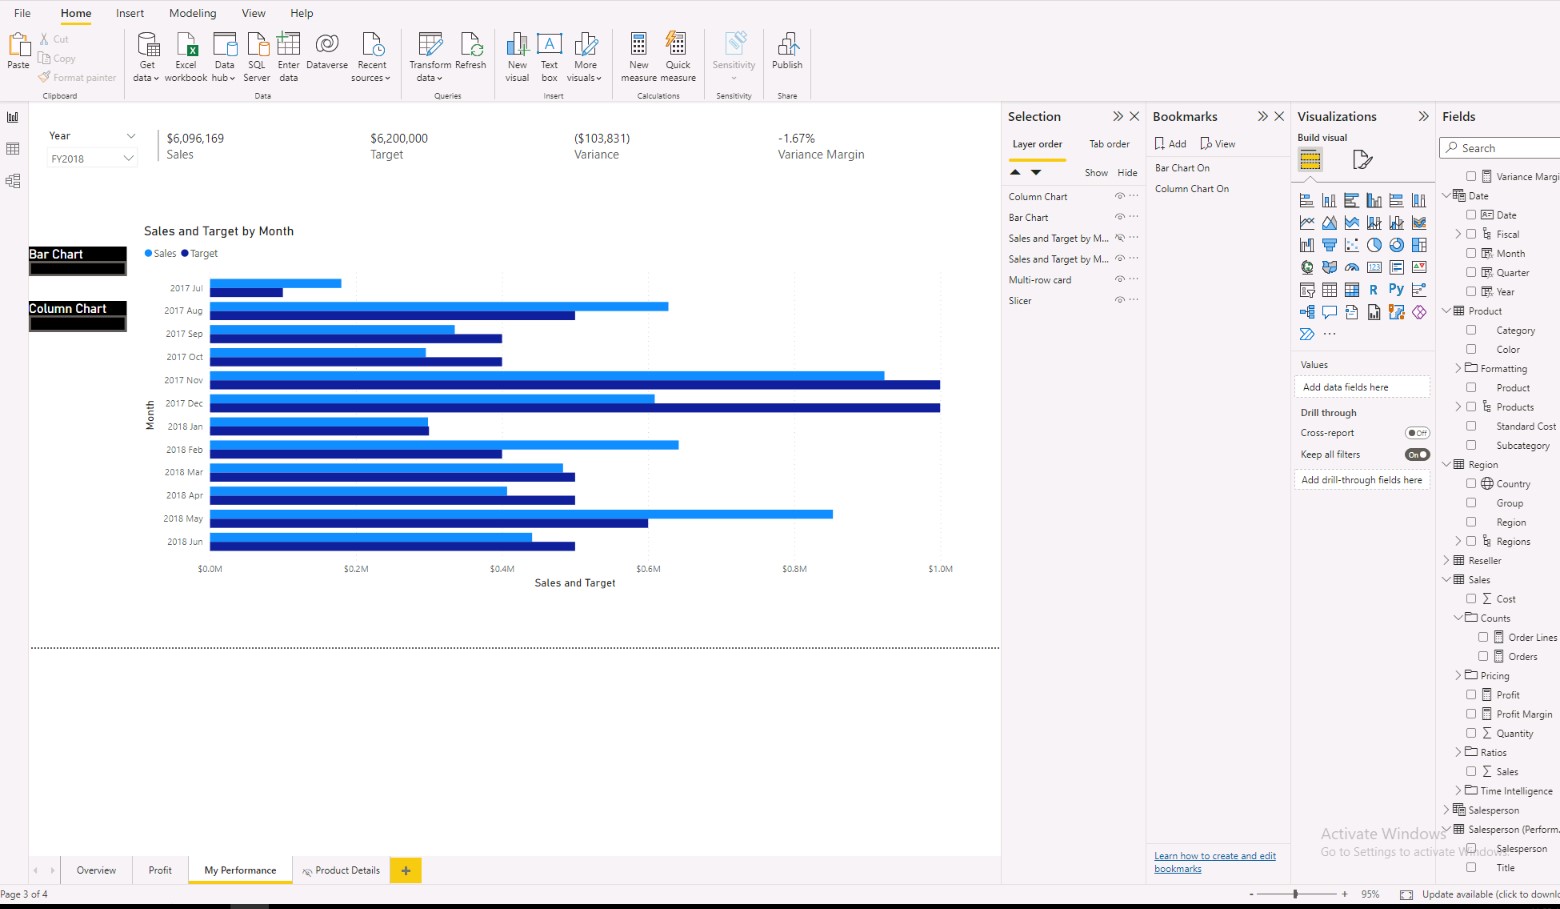 File Home Insert Modeling View Help
Paste Cut Copy Format painter
Get data Excel workbook Data hub SQL Server Enter data Dataverse Recent sources Transform data Refresh New visual Text box More visuals New measure Quick measure Sensitivity Publish
Clipboard Data Queries Insert Calculations Sensitivity Share
Year
FY2018
$6,096,169
Sales
$6,200,000
Target
($103,831)
Variance
-1.67%
Variance Margin
Bar Chart
Column Chart
Sales and Target by Month
Sales Target
Month
2017 Jul
2017 Aug
2017 Sep
2017 Oct
2017 Nov
2017 Dec
2018 Jan
2018 Feb
2018 Mar
2018 Apr
2018 May
2018 Jun
$0.0M $0.2M $0.4M $0.6M $0.8M $1.0M
Sales and Target
Selection
Layer order Tab order
Show Hide
Column Chart
Bar Chart
Sales and Target by M...
Sales and Target by M...
Multi-row card
Slicer
Bookmarks
Add View
Bar Chart On
Column Chart On
Learn how to create and edit
bookmarks
Visualizations
Build visual
R Py
Values
Add data fields here
Drill through
Cross-report Off
Keep all filters On
Add drill-through fields here
Fields
Search
Variance Margi
Date
Date
Fiscal
Month
Quarter
Year
Product
Category
Color
Formatting
Product
Products
Standard Cost
Subcategory
Region
Country
Group
Region
Regions
Reseller
Sales
Cost
Counts
Order Lines
Orders
Pricing
Profit
Profit Margin
Quantity
Ratios
Sales
Time Intelligence
Salesperson
Salesperson (Perform
Salesperson
Title
Activate Windows
Go to Settings to activate Windows.
Overview Profit My Performance Product Details +
Page 3 of 4
- + 95% Update available (click to downlo